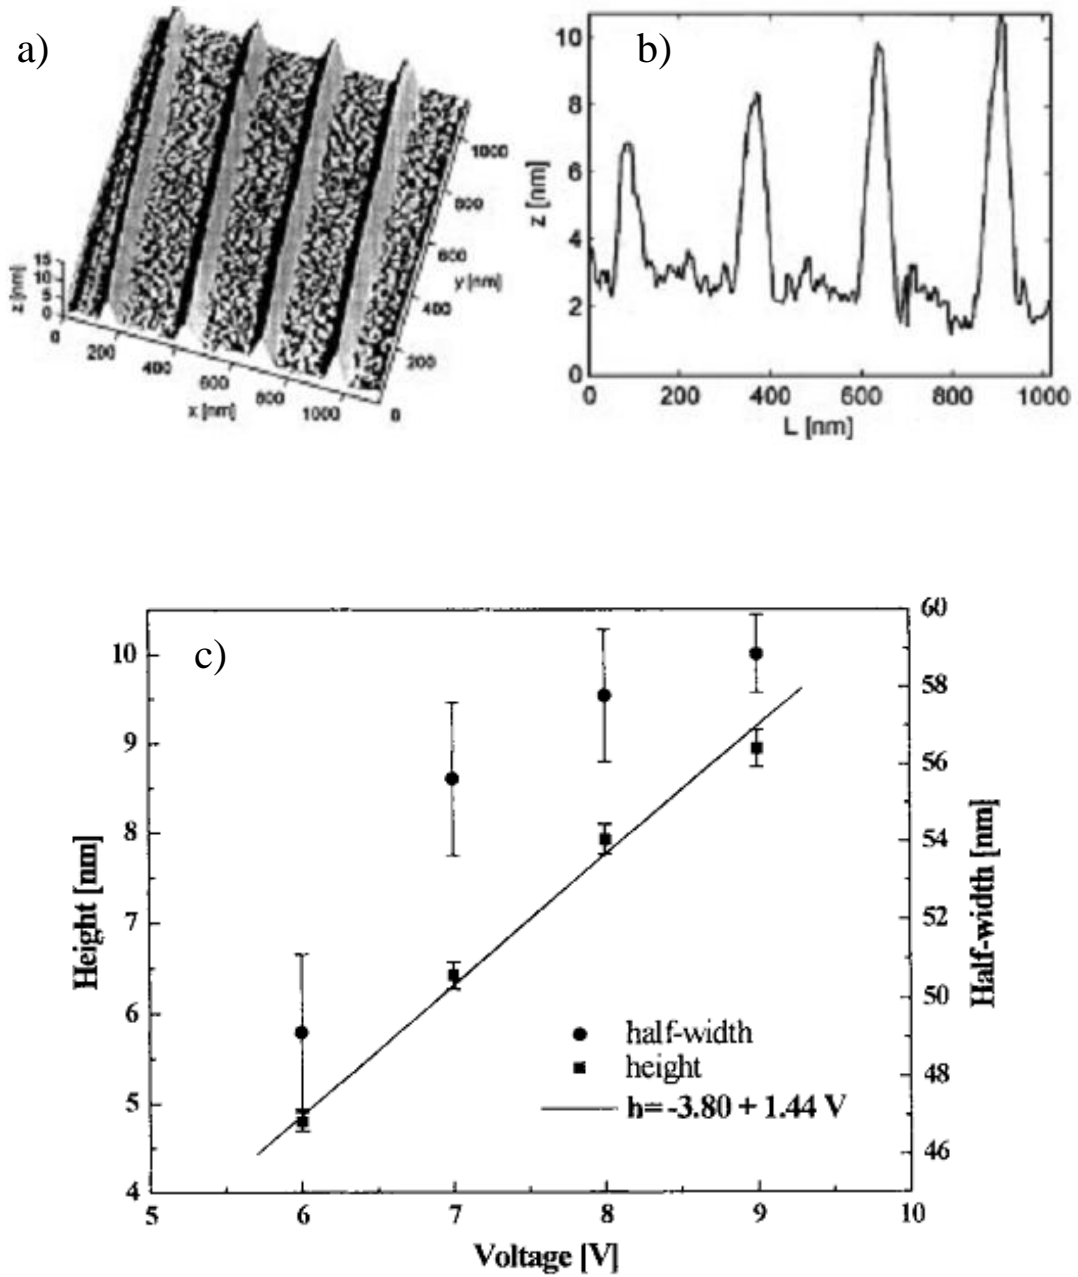 a)
15
10
5
0
z [nm]
0
200
400
600
800
1000
x [nm]
0
200
400
600
800
1000
y [nm]
b)
10
8
6
4
2
0
z [nm]
0 200 400 600 800 1000
L [nm]
c)
10
9
8
7
6
5
4
Height [nm]
60
58
56
54
52
50
48
46
Half-width [nm]
half-width
height
h= -3.80 + 1.44 V
5 6 7 8 9 10
Voltage [V]